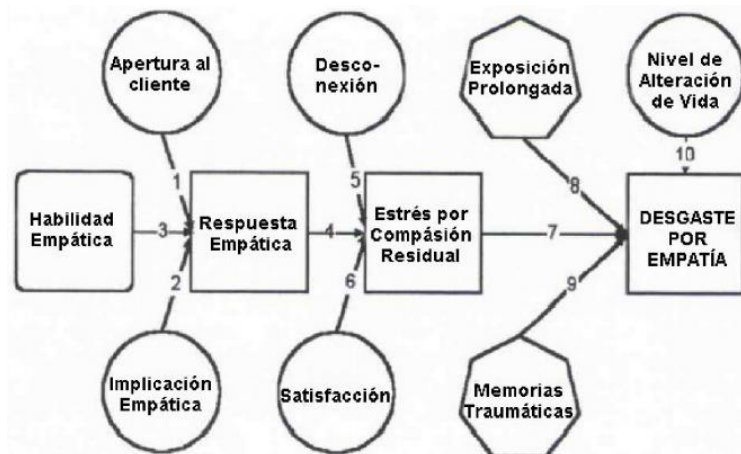 Apertura al
cliente
Desco-
nexión
Exposición
Prolongada
Nivel de
Alteración
de Vida
1
5
8
10
Habilidad
Empática
3
Respuesta
Empática
4
Estrés por
Compásión
Residual
7
DESGASTE
POR
EMPATÍA
2
6
9
Implicación
Empática
Satisfacción
Memorias
Traumáticas